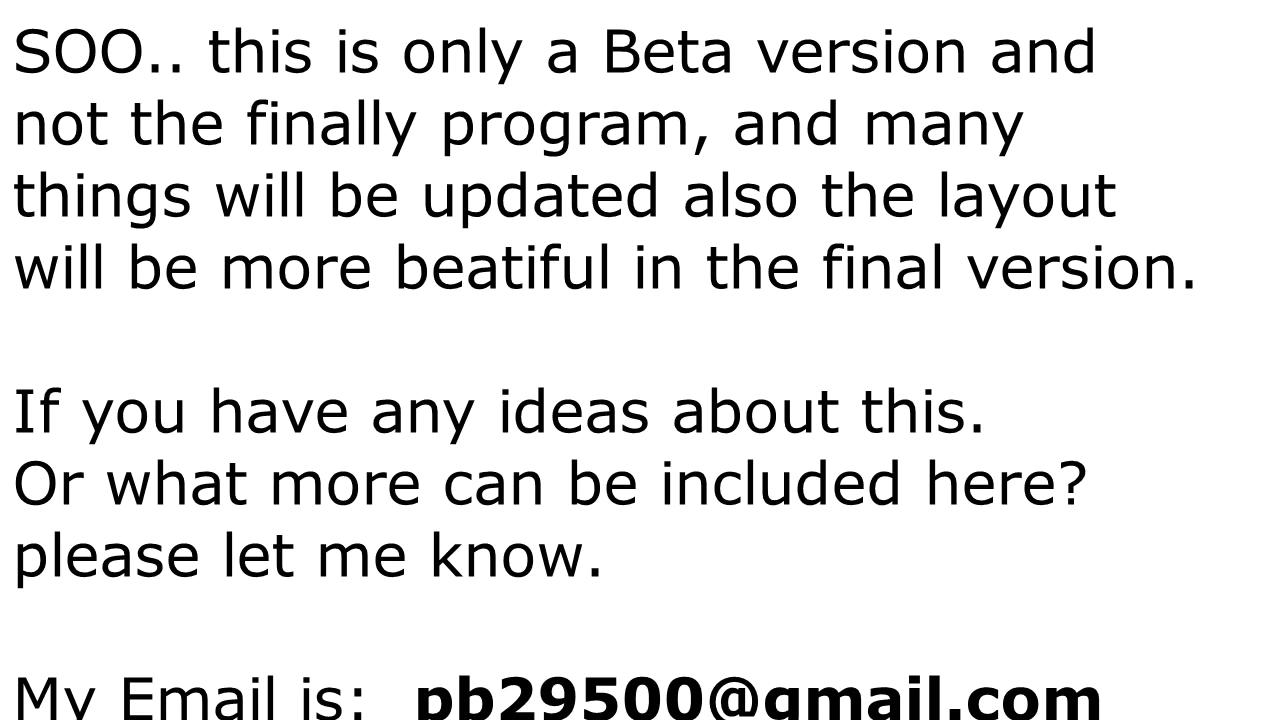 SOO.. this is only a Beta version and
not the finally program, and many
things will be updated also the layout
will be more beatiful in the final version.
If you have any ideas about this.
Or what more can be included here?
please let me know.
My Email is: pb29500@gmail.com